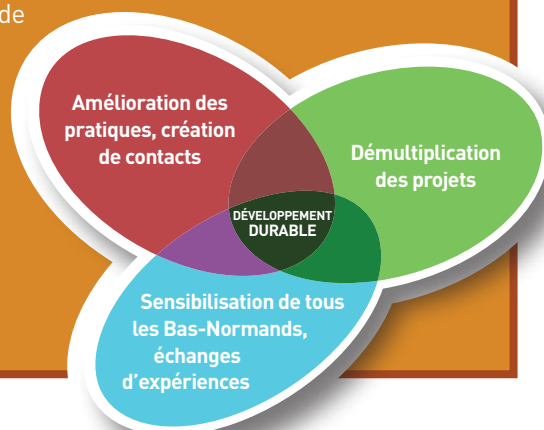 de
Amélioration des
pratiques, création
de contacts
Démultiplication
des projets
DÉVELOPPEMENT
DURABLE
Sensibilisation de tous
les Bas-Normands,
échanges
d'expériences